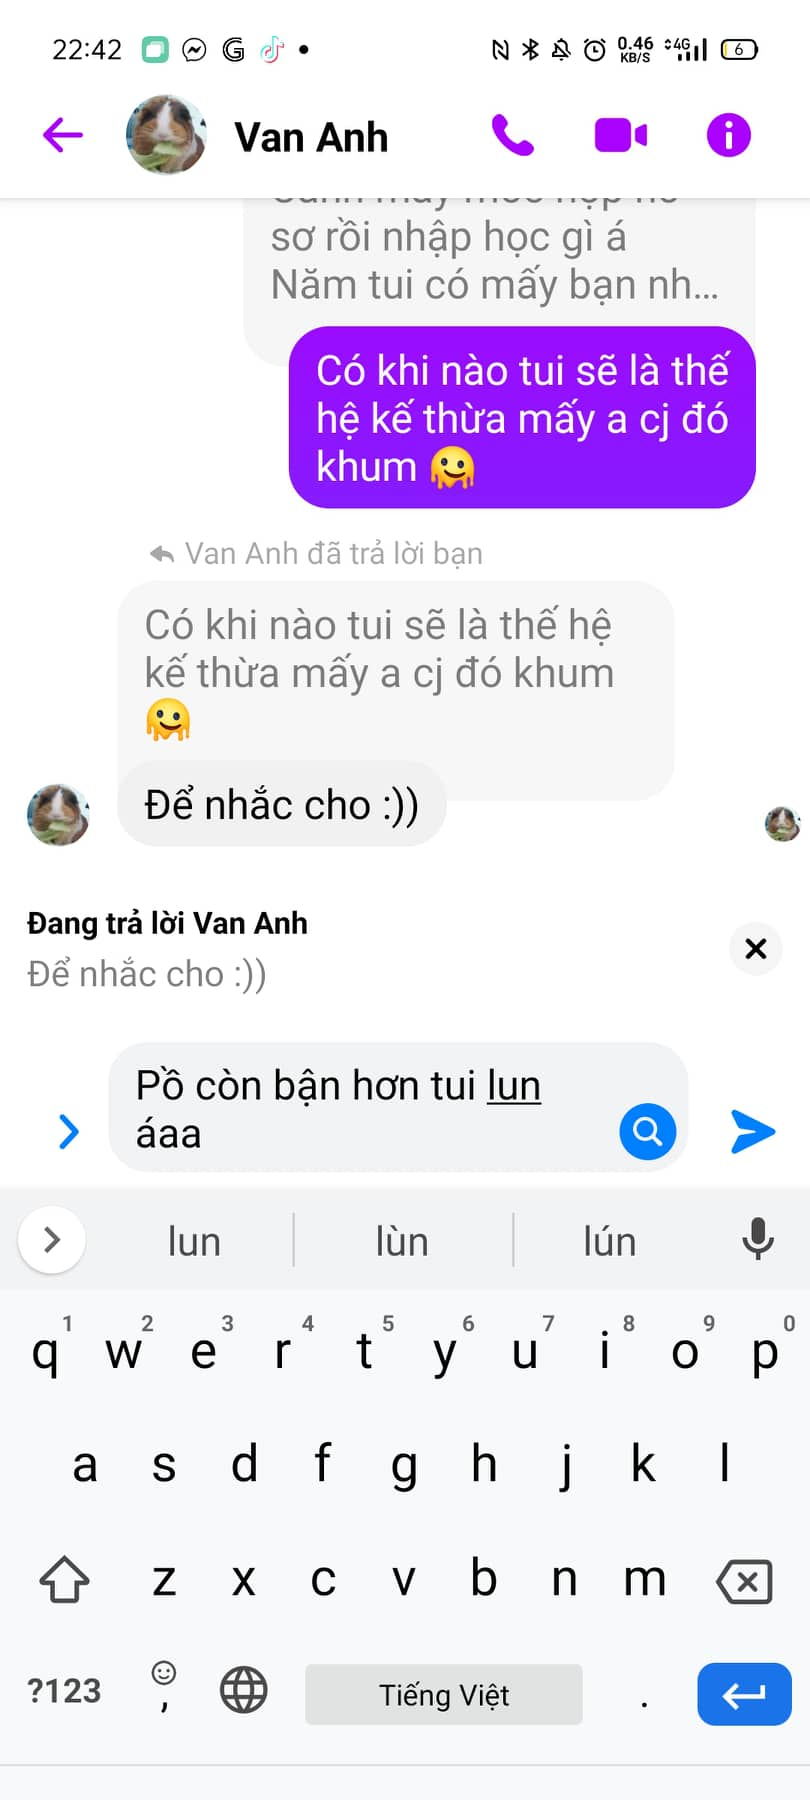 22:42
0.46
KB/S
4G
6
Van Anh
sơ rồi nhập học gì á
Năm tui có mấy bạn nh...
Có khi nào tui sẽ là thế
hệ kế thừa mấy a cj đó
khum 🫠
Van Anh đã trả lời bạn
Có khi nào tui sẽ là thế hệ
kế thừa mấy a cj đó khum
🫠
Để nhắc cho :))
Đang trả lời Van Anh
Để nhắc cho :))
Pồ còn bận hơn tui lun
áaa
lun lùn lún
1 2 3 4 5 6 7 8 9 0
q w e r t y u i o p
a s d f g h j k l
z x c v b n m
?123 , Tiếng Việt .